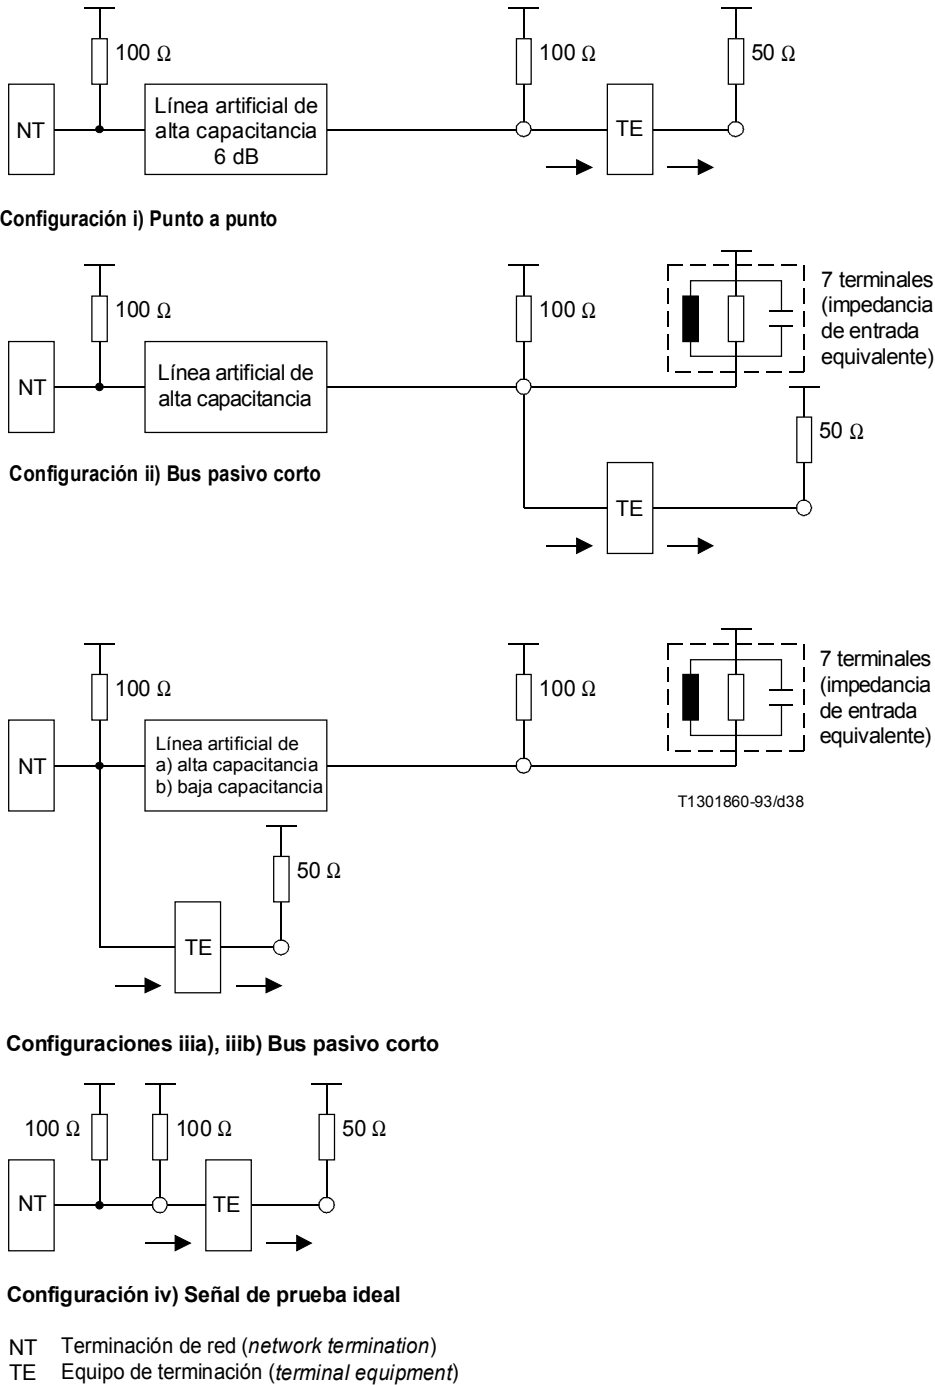 100 Ω
100 Ω
50 Ω
NT
Línea artificial de
alta capacitancia
6 dB
TE
Configuración i) Punto a punto
100 Ω
100 Ω
7 terminales
(impedancia
de entrada
equivalente)
NT
Línea artificial de
alta capacitancia
50 Ω
Configuración ii) Bus pasivo corto
TE
100 Ω
100 Ω
7 terminales
(impedancia
de entrada
equivalente)
NT
Línea artificial de
a) alta capacitancia
b) baja capacitancia
T1301860-93/d38
50 Ω
TE
Configuraciones iiia), iiib) Bus pasivo corto
100 Ω
100 Ω
50 Ω
NT
TE
Configuración iv) Señal de prueba ideal
NT Terminación de red (network termination)
TE Equipo de terminación (terminal equipment)